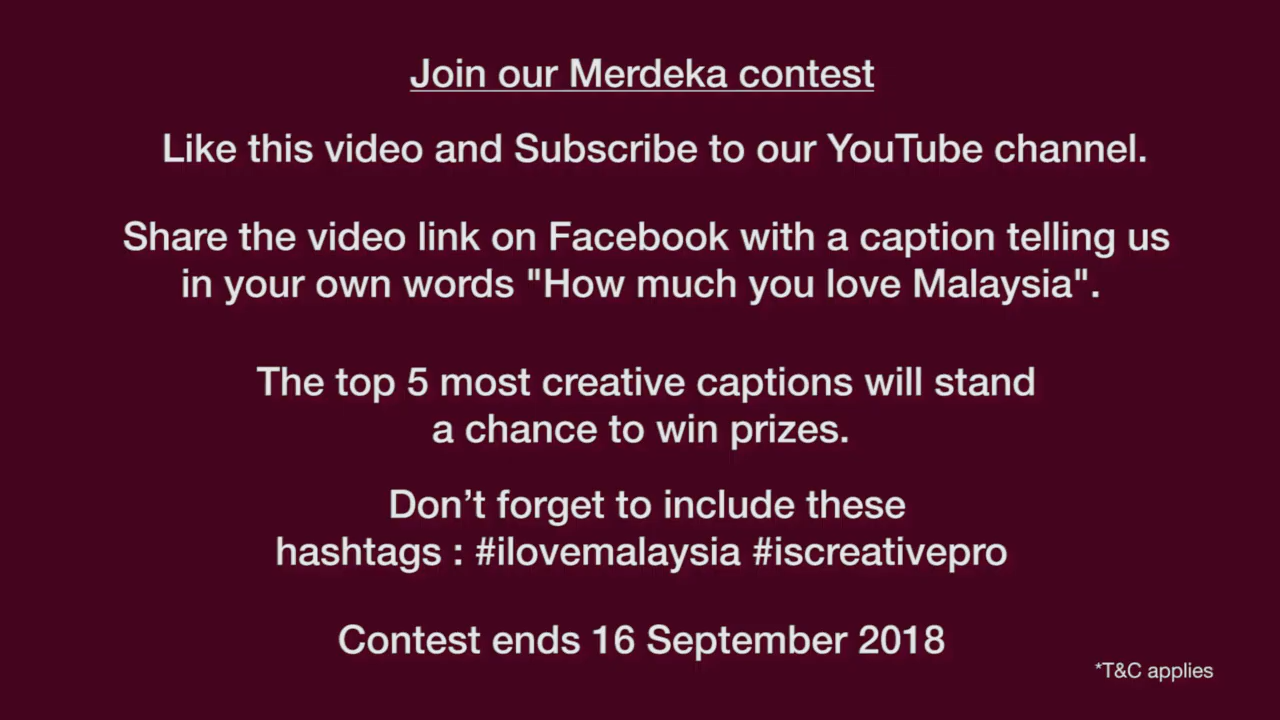 Join our Merdeka contest
Like this video and Subscribe to our YouTube channel.
Share the video link on Facebook with a caption telling us
in your own words "How much you love Malaysia".
The top 5 most creative captions will stand
a chance to win prizes.
Don’t forget to include these
hashtags : #ilovemalaysia #iscreativepro
Contest ends 16 September 2018
*T&C applies